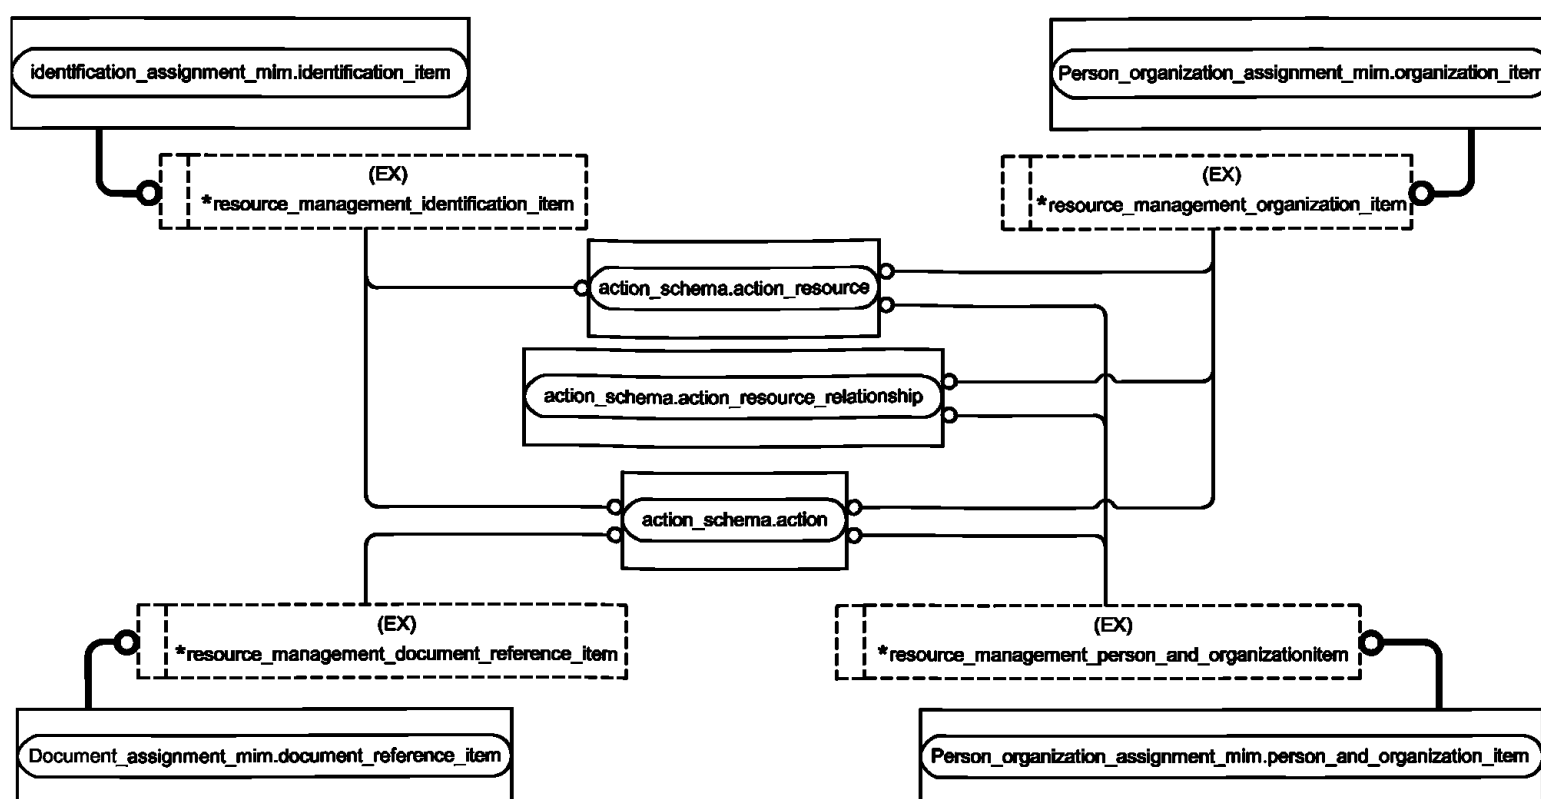 identification_assignment_mim.identification_item
Person_organization_assignment_mim.organization_item
(EX)
*resource_management_identification_item
(EX)
*resource_management_organization_item
action_schema.action_resource
action_schema.action_resource_relationship
action_schema.action
(EX)
*resource_management_document_reference_item
(EX)
*resource_management_person_and_organizationitem
Document_assignment_mim.document_reference_item
Person_organization_assignment_mim.person_and_organization_item